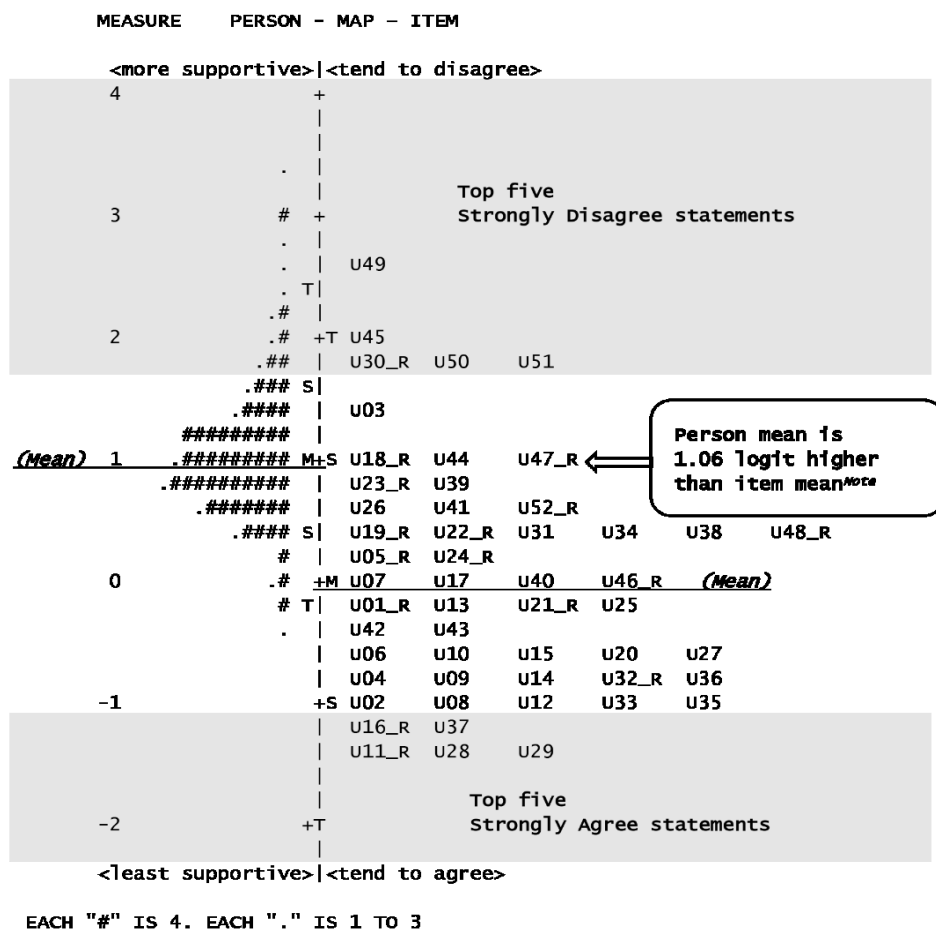 MEASURE    PERSON - MAP - ITEM
<more supportive>|<tend to disagree>
4 +
|
|
. |
| Top five
3 # + Strongly Disagree statements
. |
. | U49
. T|
.# |
2 .# +T U45
.## | U30_R U50 U51
.### S|
.#### | U03
######### |
(Mean) 1 .######### M+S U18_R U44 U47_R
.########## | U23_R U39
.####### | U26 U41 U52_R
.#### S| U19_R U22_R U31 U34 U38 U48_R
# | U05_R U24_R
0 .# +M U07 U17 U40 U46_R (Mean)
# T| U01_R U13 U21_R U25
. | U42 U43
| U06 U10 U15 U20 U27
| U04 U09 U14 U32_R U36
-1 +S U02 U08 U12 U33 U35
| U16_R U37
| U11_R U28 U29
|
| Top five
-2 +T Strongly Agree statements
|
<least supportive>|<tend to agree>
EACH "#" IS 4. EACH "." IS 1 TO 3
Person mean is
1.06 logit higher
than item mean Note